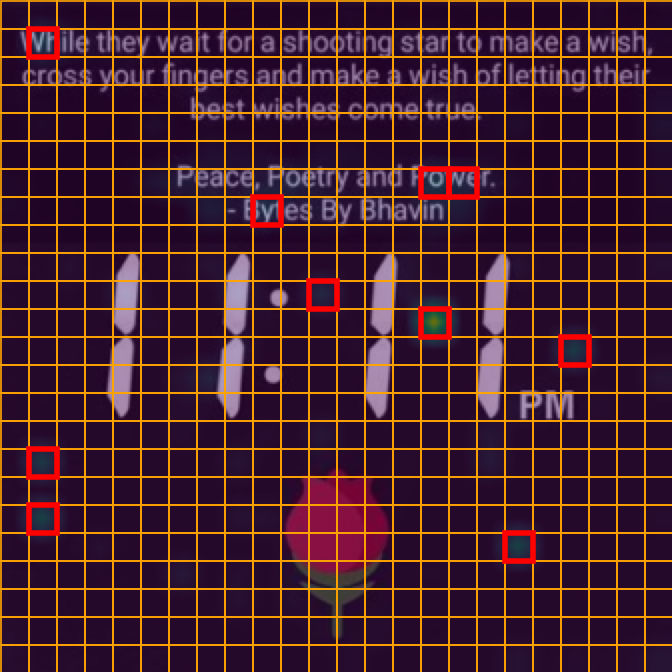 While they wait for a shooting star to make a wish,
cross your fingers and make a wish of letting their
best wishes come true.
Peace, Poetry and Power.
- Bytes By Bhavin
11:11
PM